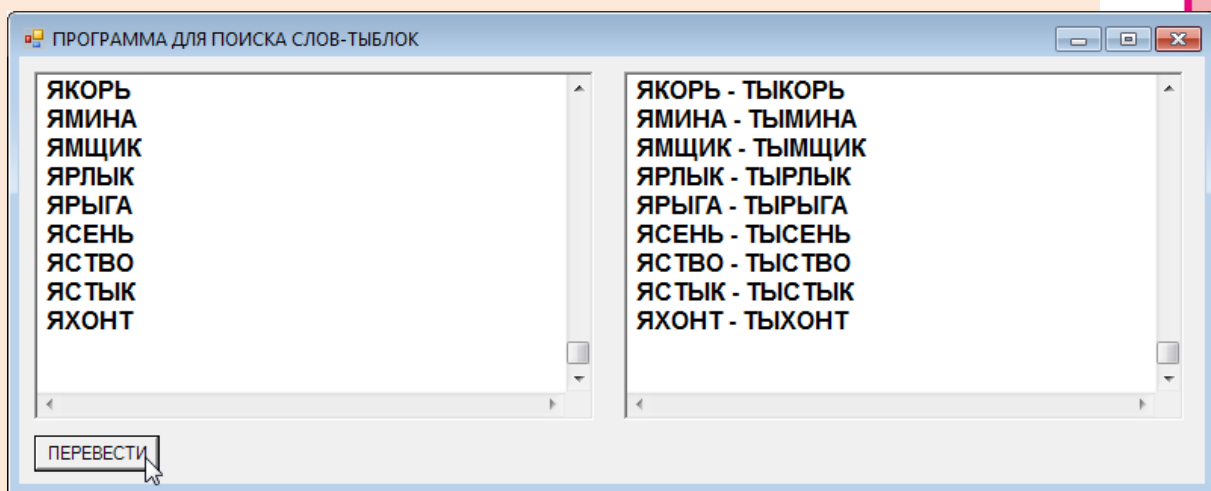 ПРОГРАММА ДЛЯ ПОИСКА СЛОВ-ТЫБЛОК
ЯКОРЬ
ЯМИНА
ЯМЩИК
ЯРЛЫК
ЯРЫГА
ЯСЕНЬ
ЯСТВО
ЯСТЫК
ЯХОНТ
ЯКОРЬ - ТЫКОРЬ
ЯМИНА - ТЫМИНА
ЯМЩИК - ТЫМЩИК
ЯРЛЫК - ТЫРЛЫК
ЯРЫГА - ТЫРЫГА
ЯСЕНЬ - ТЫСЕНЬ
ЯСТВО - ТЫСТВО
ЯСТЫК - ТЫСТЫК
ЯХОНТ - ТЫХОНТ
ПЕРЕВЕСТИ